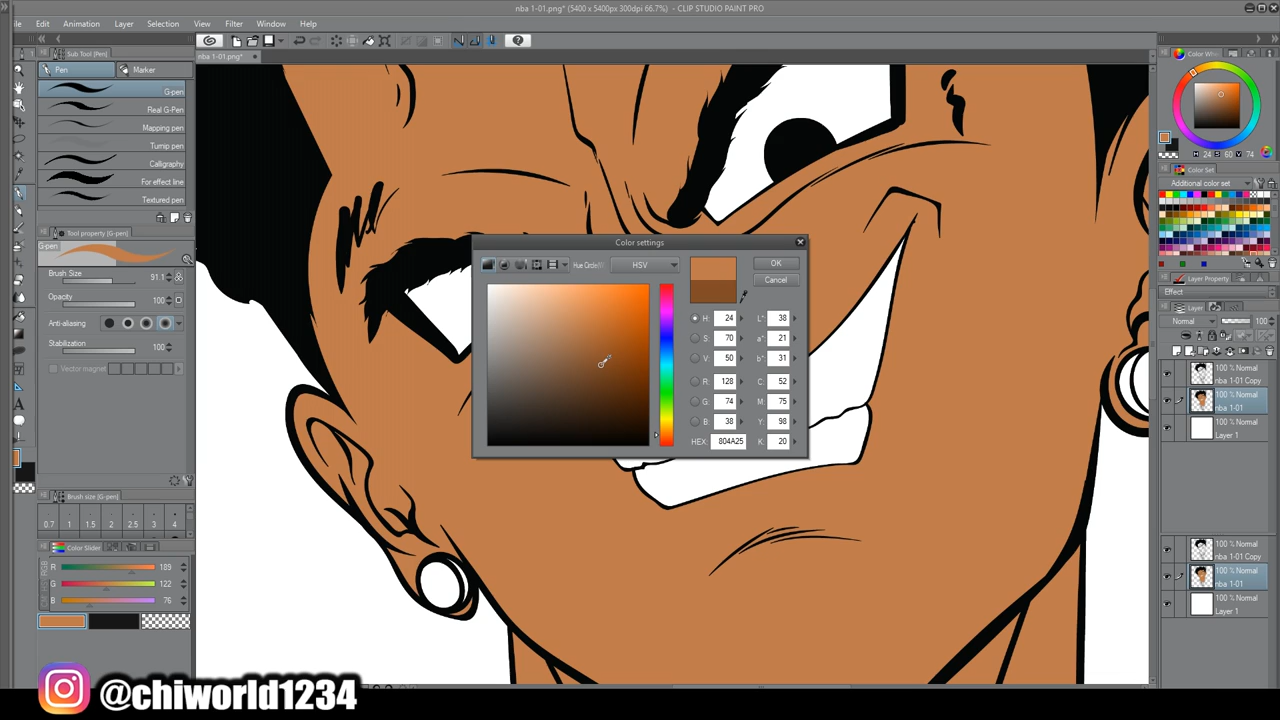 nba 1-01.png* (5400 x 5400px 300dpi 66.7%) - CLIP STUDIO PAINT PRO
ile Edit Animation Layer Selection View Filter Window Help
Sub Tool [Pen]
nba 1-01.png*
Pen Marker
G-pen
Real G-Pen
Mapping pen
Turnip pen
Calligraphy
For effect line
Textured pen
Tool property [G-pen]
G-pen
Brush Size 91.1
Opacity 100
Anti-aliasing
Stabilization 100
Vector magnet
Brush size [G-pen]
0.7 1 1.5 2 2.5 3 4
Color Slider
R 189
G 122
B 76
Color settings
HSV
OK
Cancel
H: 24 L*: 38
S: 70 a*: 21
V: 50 b*: 31
R: 128 C: 52
G: 74 M: 75
B: 38 Y: 98
HEX: 804A25 K: 20
Color Whe
H 24 S 60 V 74
Color Set
Additional color set
Layer Property
Effect
Layer
Normal 100
100 % Normal
nba 1-01 Copy
100 % Normal
nba 1-01
100 % Normal
Layer 1
100 % Normal
nba 1-01 Copy
100 % Normal
nba 1-01
100 % Normal
Layer 1
@chiworld1234